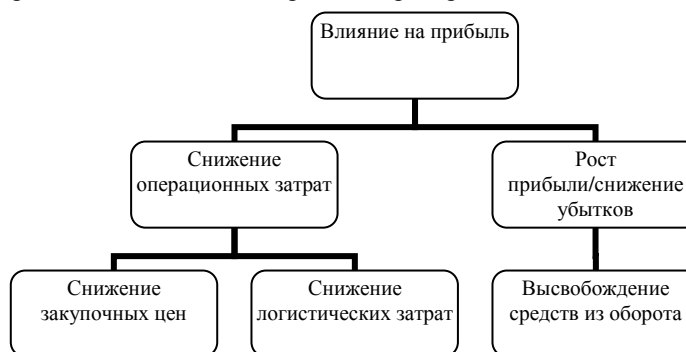 Влияние на прибыль
Снижение
операционных затрат
Рост
прибыли/снижение
убытков
Снижение
закупочных цен
Снижение
логистических затрат
Высвобождение
средств из оборота